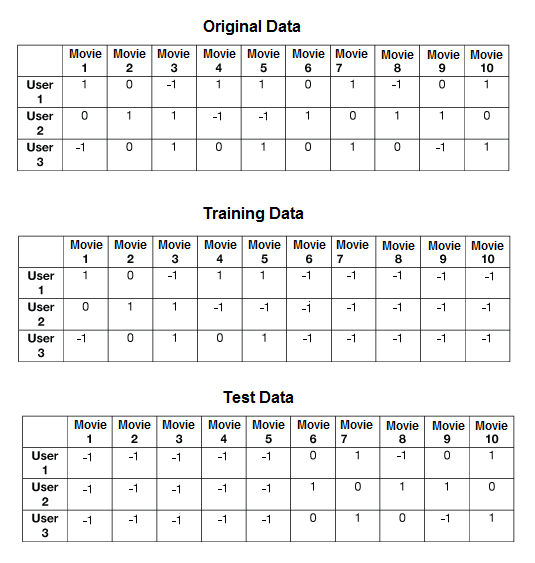 Original Data
Movie Movie Movie Movie Movie Movie Movie Movie Movie Movie
1 2 3 4 5 6 7 8 9 10
User 1 0 -1 1 1 0 1 -1 0 1
1
User 0 1 1 -1 -1 1 0 1 1 0
2
User -1 0 1 0 1 0 1 0 -1 1
3
Training Data
Movie Movie Movie Movie Movie Movie Movie Movie Movie Movie
1 2 3 4 5 6 7 8 9 10
User 1 0 -1 1 1 -1 -1 -1 -1 -1
1
User 0 1 1 -1 -1 -1 -1 -1 -1 -1
2
User -1 0 1 0 1 -1 -1 -1 -1 -1
3
Test Data
Movie Movie Movie Movie Movie Movie Movie Movie Movie Movie
1 2 3 4 5 6 7 8 9 10
User -1 -1 -1 -1 -1 0 1 -1 0 1
1
User -1 -1 -1 -1 -1 1 0 1 1 0
2
User -1 -1 -1 -1 -1 0 1 0 -1 1
3